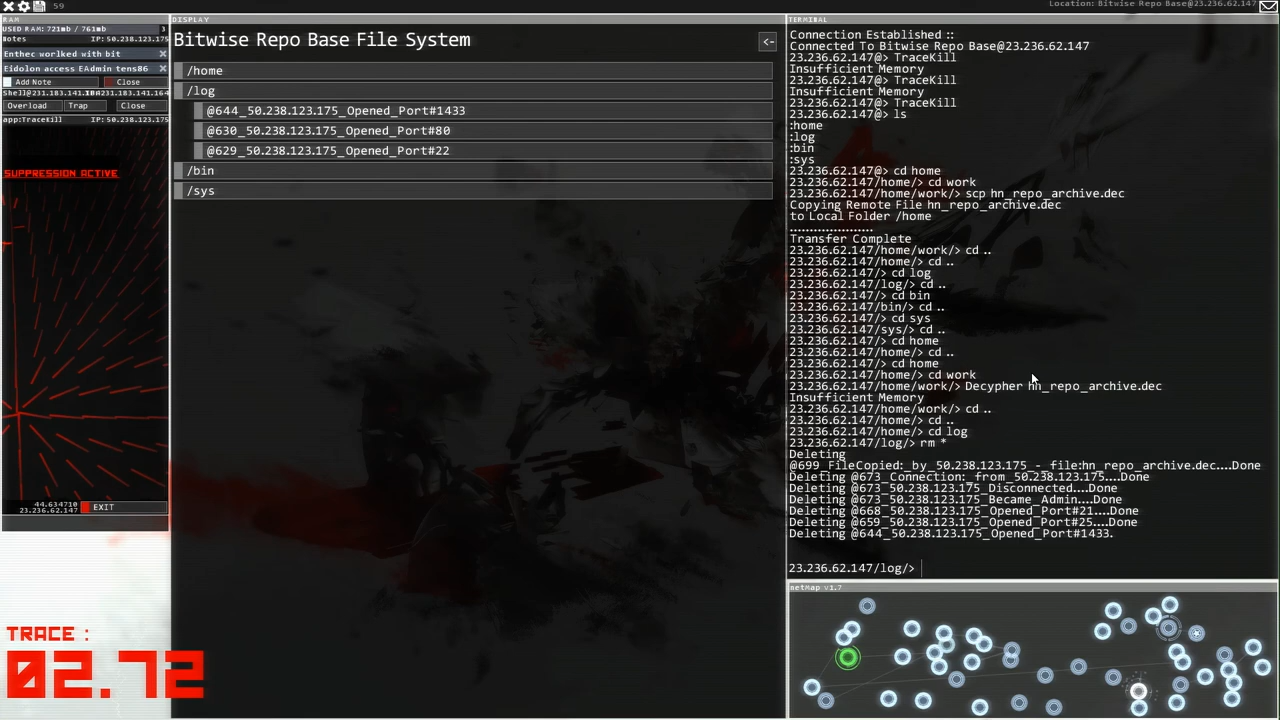 59
Location: Bitwise Repo Base@23.236.62.147
RAM
USED RAM: 721mb / 761mb
3
Notes
IP: 50.238.123.175
Enthec worlked with bit
Eidolon access EAdmin tens86
Add Note
Close
Overload
Trap
Close
app:TraceKill
IP: 50.238.123.175
SUPPRESSION ACTIVE
44.634710
23.236.62.147
EXIT
TRACE :
02.72
DISPLAY
Bitwise Repo Base File System
<-
/home
/log
@644_50.238.123.175_Opened_Port#1433
@630_50.238.123.175_Opened_Port#80
@629_50.238.123.175_Opened_Port#22
/bin
/sys
TERMINAL
Connection Established ::
Connected To Bitwise Repo Base@23.236.62.147
23.236.62.147@> TraceKill
Insufficient Memory
23.236.62.147@> TraceKill
Insufficient Memory
23.236.62.147@> TraceKill
23.236.62.147@> ls
:home
:log
:bin
:sys
23.236.62.147@> cd home
23.236.62.147/home/> cd work
23.236.62.147/home/work/> scp hn_repo_archive.dec
Copying Remote File hn_repo_archive.dec
to Local Folder /home
.....................
Transfer Complete
23.236.62.147/home/work/> cd ..
23.236.62.147/home/> cd ..
23.236.62.147/> cd log
23.236.62.147/log/> cd ..
23.236.62.147/> cd bin
23.236.62.147/bin/> cd ..
23.236.62.147/> cd sys
23.236.62.147/sys/> cd ..
23.236.62.147/> cd home
23.236.62.147/home/> cd ..
23.236.62.147/> cd home
23.236.62.147/home/> cd work
23.236.62.147/home/work/> Decypher hn_repo_archive.dec
Insufficient Memory
23.236.62.147/home/work/> cd ..
23.236.62.147/home/> cd ..
23.236.62.147/> cd log
23.236.62.147/log/> rm *
Deleting
@699_FileCopied:_by_50.238.123.175_-_file:hn_repo_archive.dec....Done
Deleting @673_Connection:_from_50.238.123.175....Done
Deleting @673_50.238.123.175_Disconnected....Done
Deleting @673_50.238.123.175_Became_Admin....Done
Deleting @668_50.238.123.175_Opened_Port#21....Done
Deleting @659_50.238.123.175_Opened_Port#25....Done
Deleting @644_50.238.123.175_Opened_Port#1433.
23.236.62.147/log/>
netMap v1.7